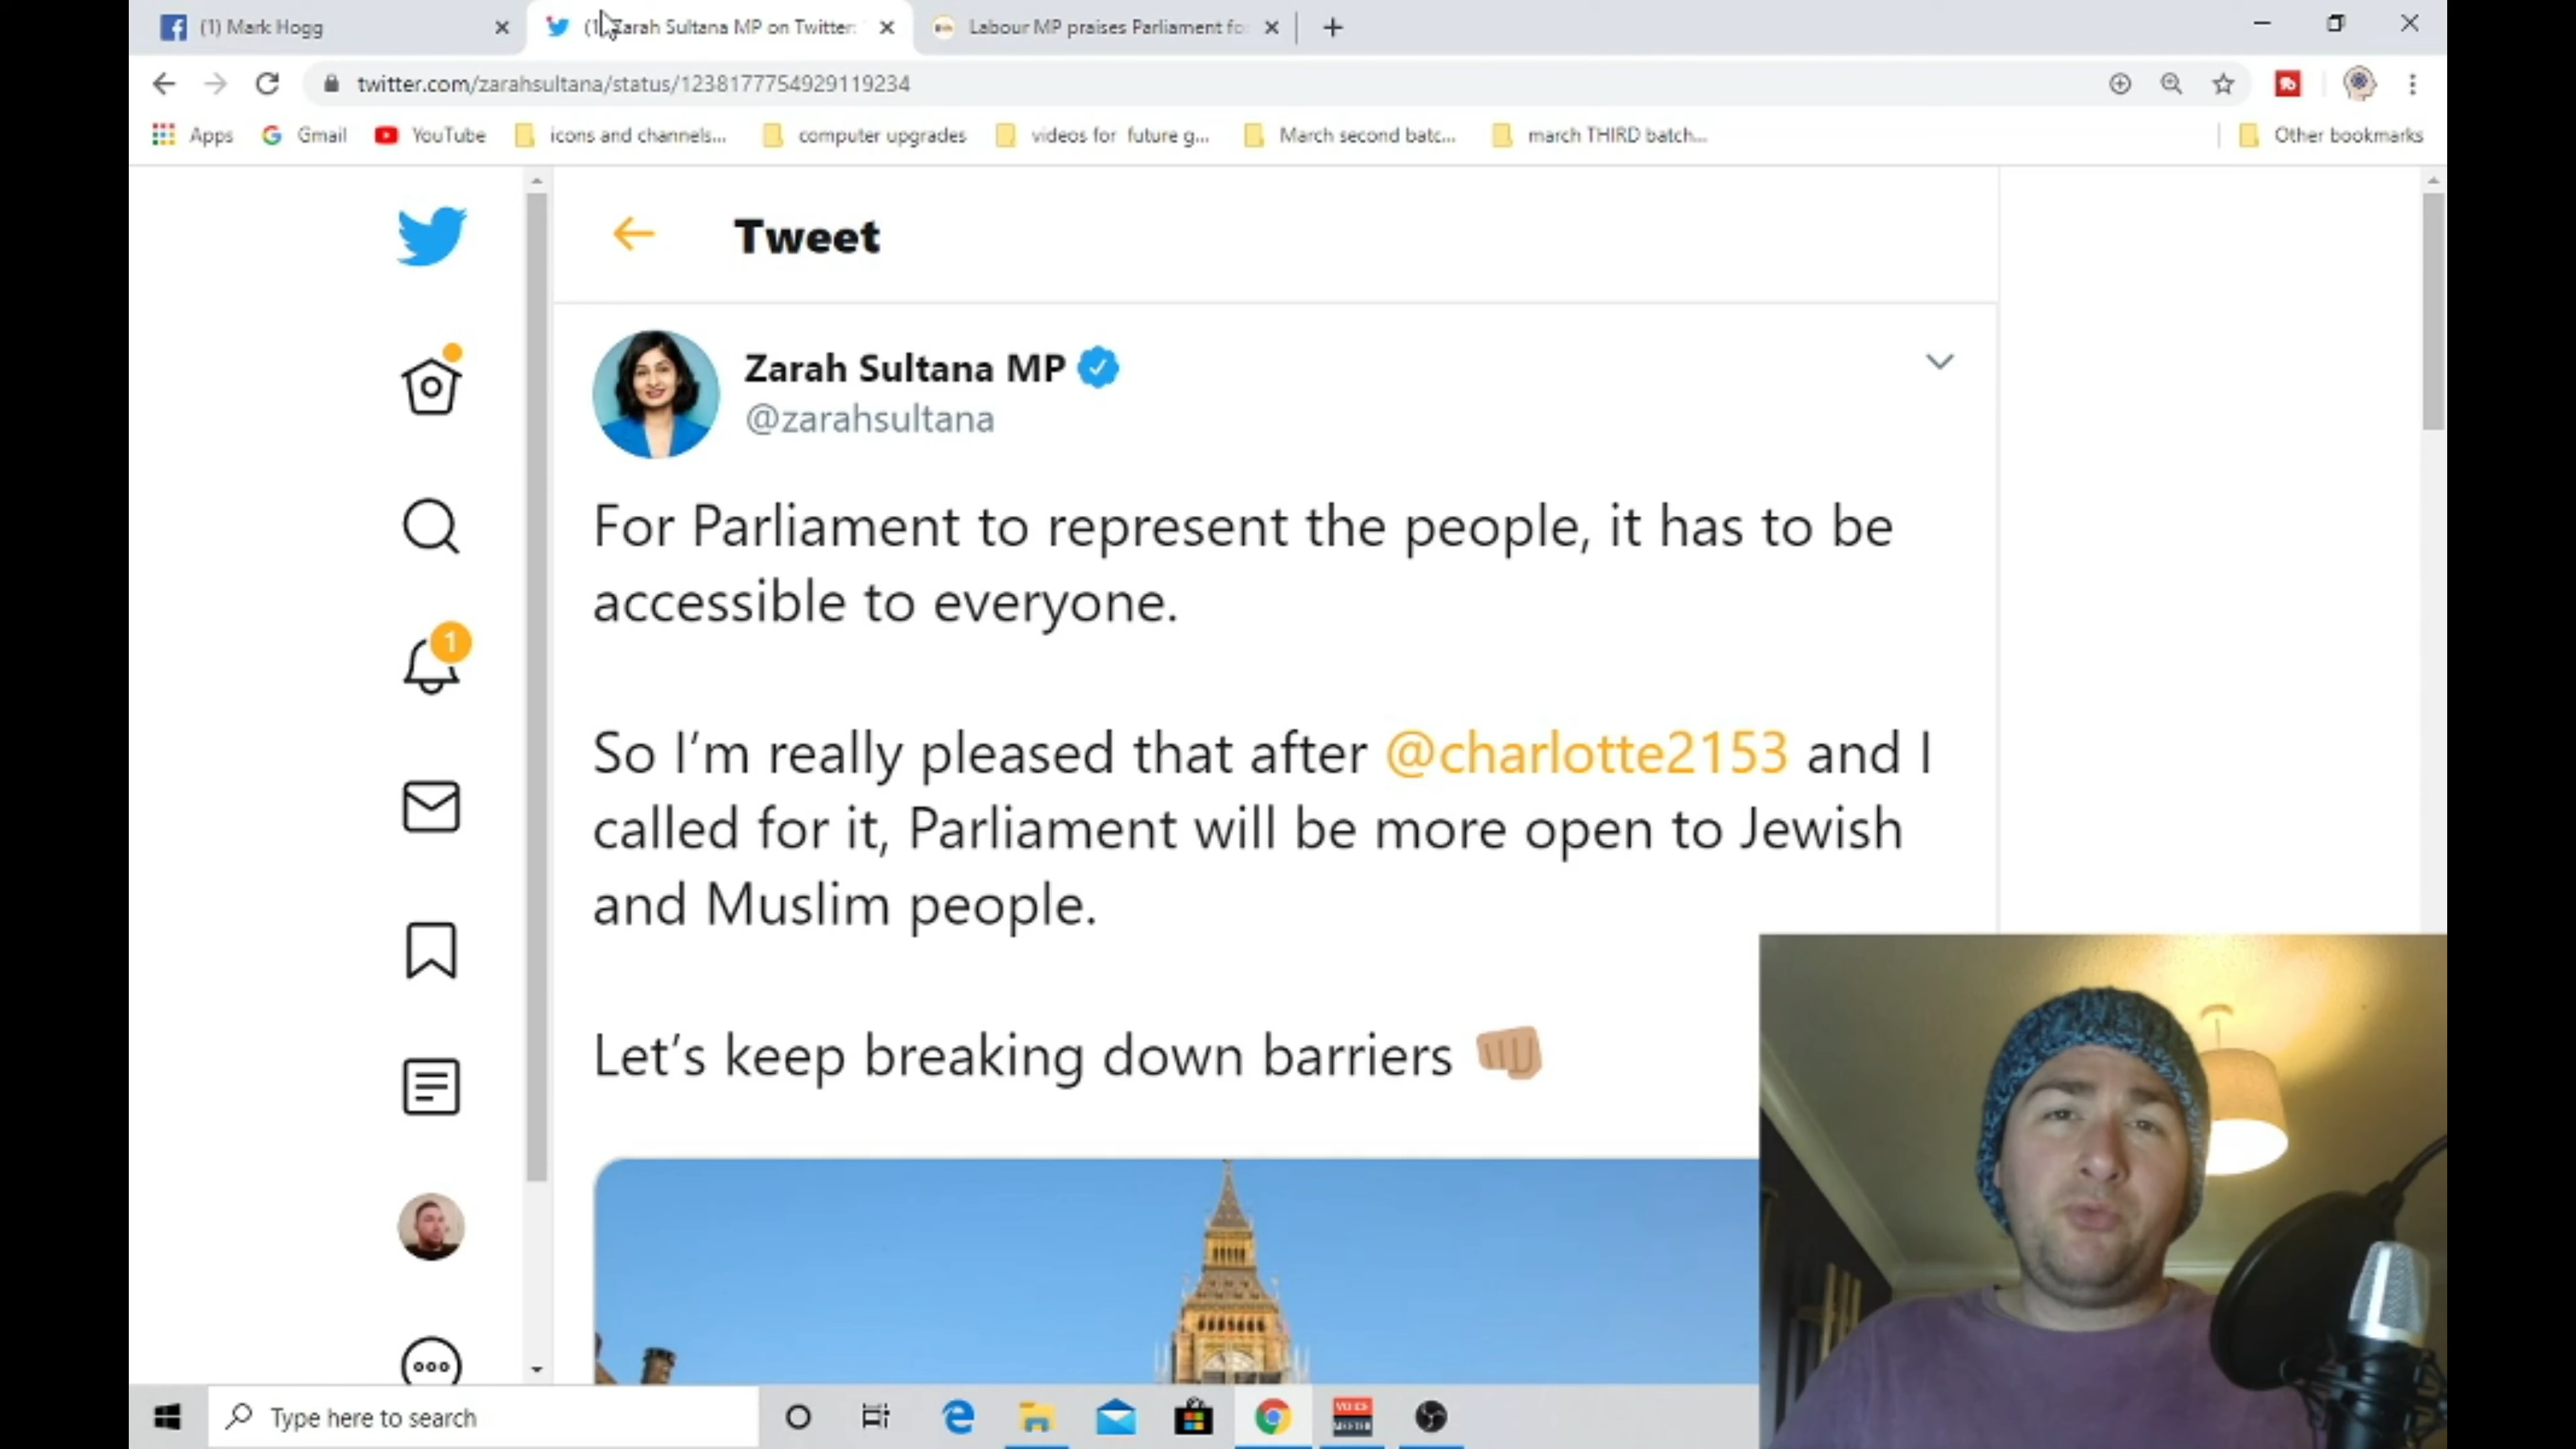 (1) Mark Hogg
(1) Zarah Sultana MP on Twitter:
Labour MP praises Parliament fo
twitter.com/zarahsultana/status/1238177754929119234
Apps
Gmail
YouTube
icons and channels...
computer upgrades
videos for future g...
March second batc...
march THIRD batch...
Other bookmarks
Tweet
Zarah Sultana MP
@zarahsultana
For Parliament to represent the people, it has to be
accessible to everyone.
So I'm really pleased that after @charlotte2153 and I
called for it, Parliament will be more open to Jewish
and Muslim people.
Let's keep breaking down barriers
1
Type here to search